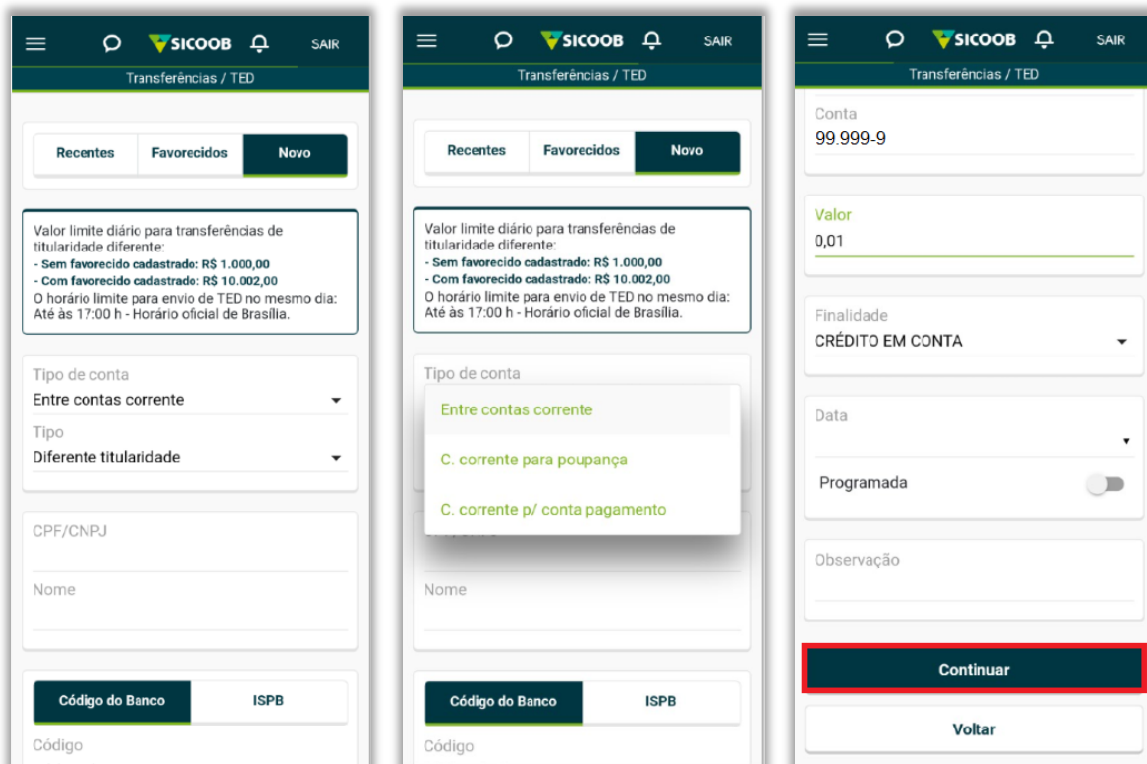 SICOOB SAIR
Transferências / TED
Recentes Favorecidos Novo
Valor limite diário para transferências de
titularidade diferente:
- Sem favorecido cadastrado: R$ 1.000,00
- Com favorecido cadastrado: R$ 10.002,00
O horário limite para envio de TED no mesmo dia:
Até às 17:00 h - Horário oficial de Brasília.
Tipo de conta
Entre contas corrente
Tipo
Diferente titularidade
CPF/CNPJ
Nome
Código do Banco ISPB
Código
SICOOB SAIR
Transferências / TED
Recentes Favorecidos Novo
Valor limite diário para transferências de
titularidade diferente:
- Sem favorecido cadastrado: R$ 1.000,00
- Com favorecido cadastrado: R$ 10.002,00
O horário limite para envio de TED no mesmo dia:
Até às 17:00 h - Horário oficial de Brasília.
Tipo de conta
Entre contas corrente
C. corrente para poupança
C. corrente p/ conta pagamento
Nome
Código do Banco ISPB
Código
SICOOB SAIR
Transferências / TED
Conta
99.999-9
Valor
0,01
Finalidade
CRÉDITO EM CONTA
Data
Programada
Observação
Continuar
Voltar